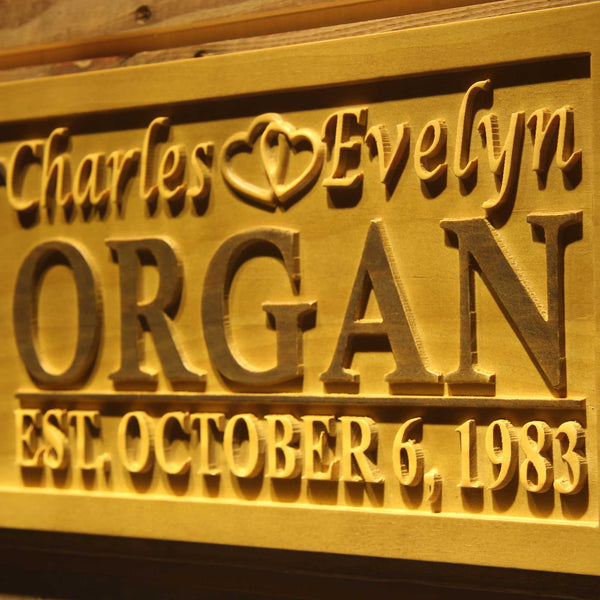 Charles Evelyn
ORGAN
EST. OCTOBER 6, 1983